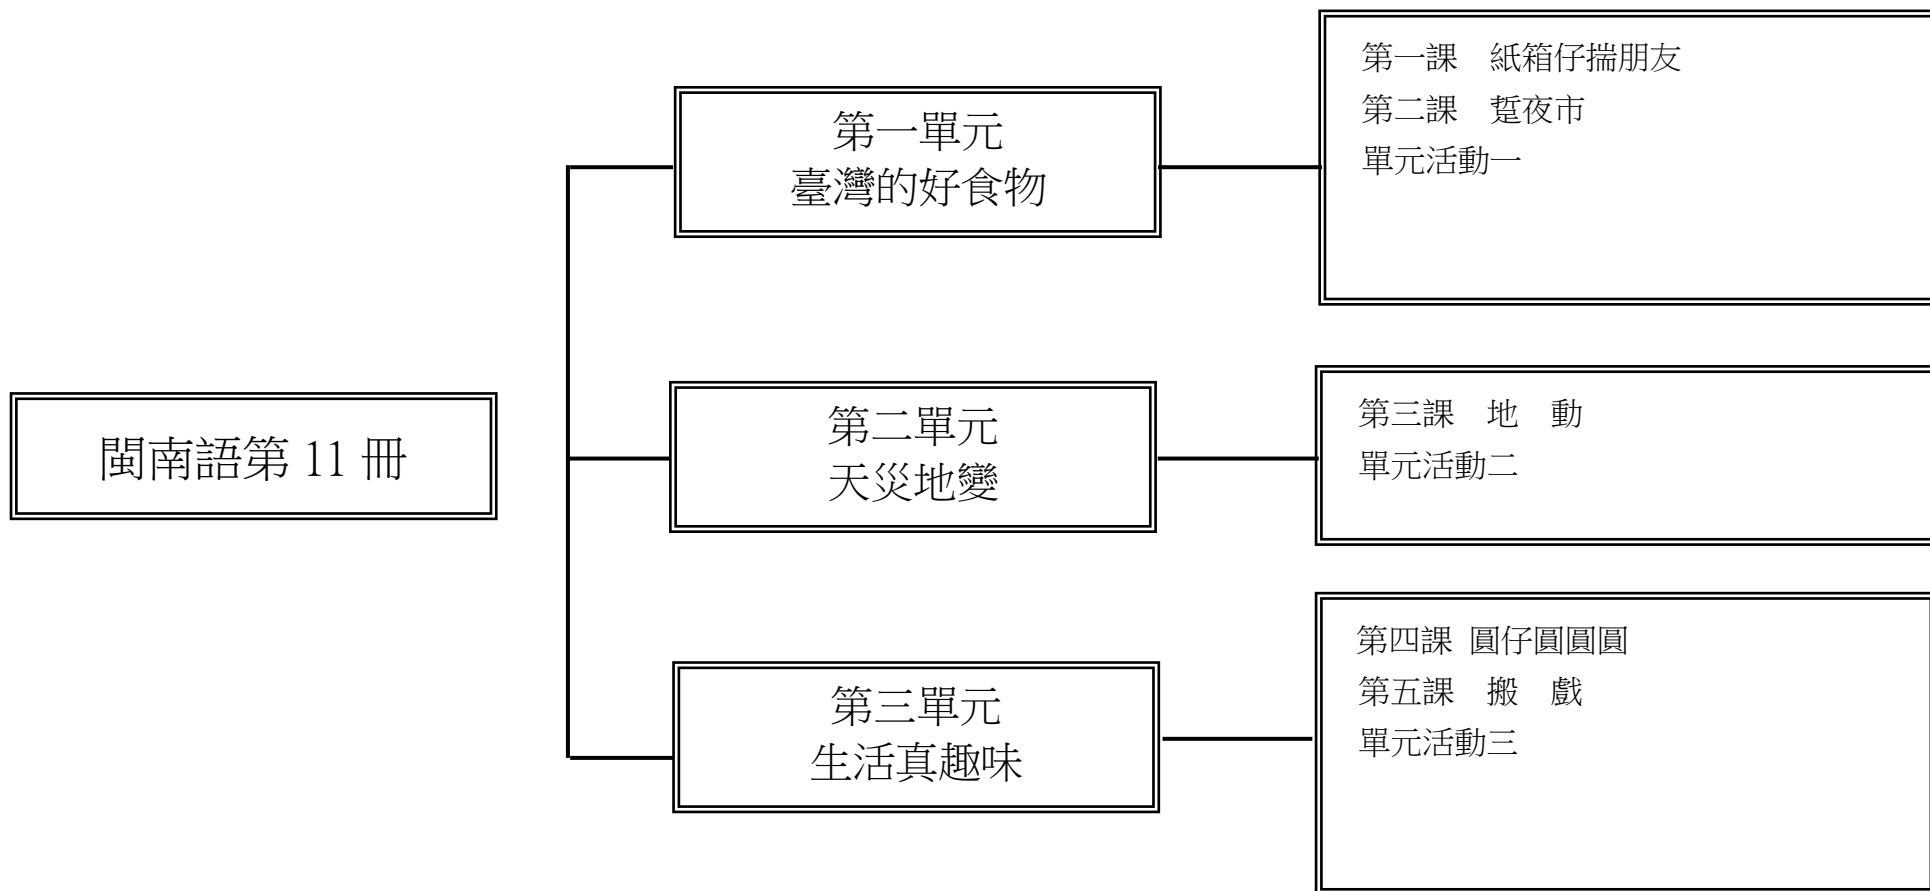 閩南語第 11 冊
第一單元
臺灣的好食物
第一課　紙箱仔揣朋友
第二課　踅夜市
單元活動一
第二單元
天災地變
第三課　地　動
單元活動二
第三單元
生活真趣味
第四課 圓仔圓圓圓
第五課　搬　戲
單元活動三